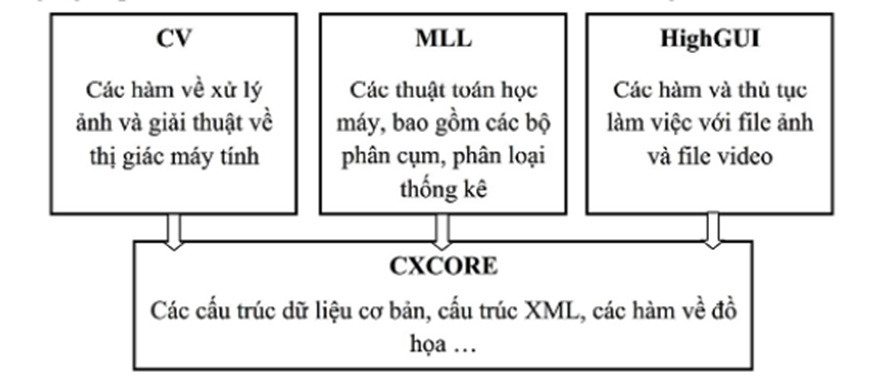 CV
Các hàm về xử lý
ảnh và giải thuật về
thị giác máy tính
MLL
Các thuật toán học
máy, bao gồm các bộ
phân cụm, phân loại
thống kê
HighGUI
Các hàm và thủ tục
làm việc với file ảnh
và file video
CXCORE
Các cấu trúc dữ liệu cơ bản, cấu trúc XML, các hàm về đồ
họa ...